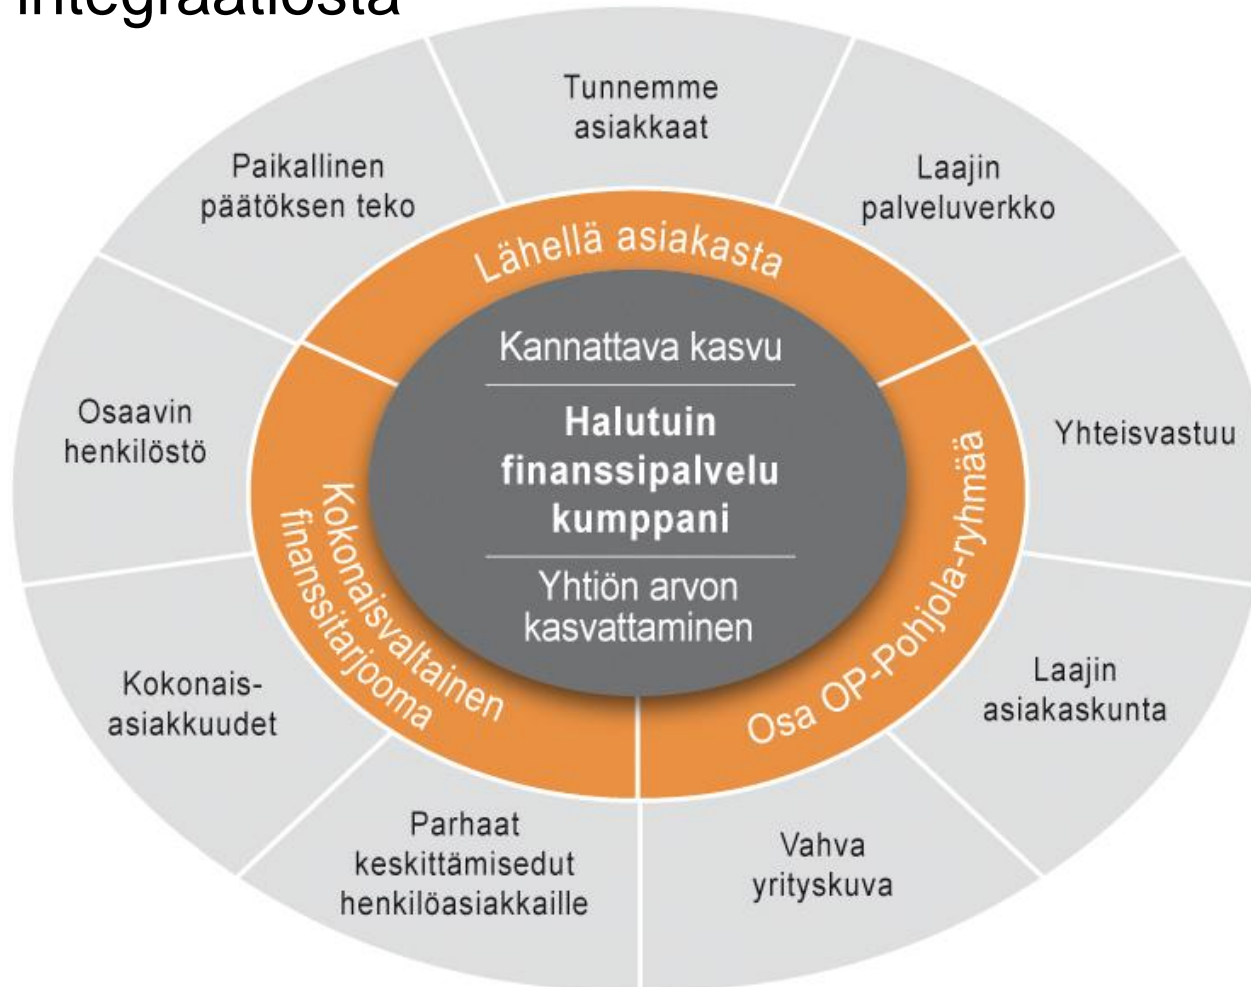 integraatiosta
Tunnemme
asiakkaat
Paikallinen
päätöksen teko
Laajin
palveluverkko
Lähellä asiakasta
Kannattava kasvu
Halutuin
finanssipalvelu
kumppani
Yhtiön arvon
kasvattaminen
Osaavin
henkilöstö
Yhteisvastuu
Kokonaisvaltainen
finanssitarjooma
Osa OP-Pohjola-ryhmää
Kokonais-
asiakkuudet
Laajin
asiakaskunta
Parhaat
keskittämisedut
henkilöasiakkaille
Vahva
yrityskuva